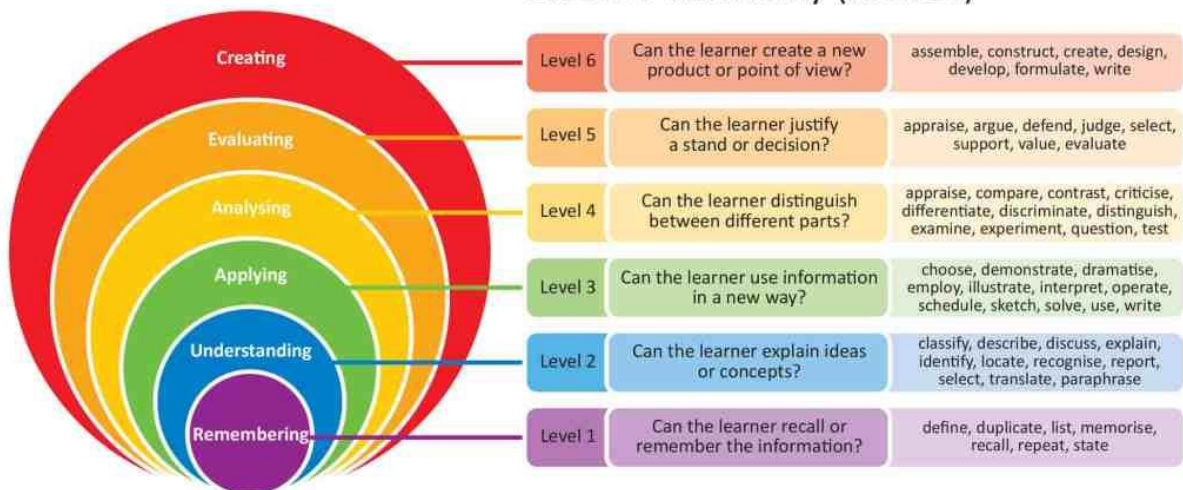 Creating
Evaluating
Analysing
Applying
Understanding
Remembering
Level 6
Can the learner create a new
product or point of view?
assemble, construct, create, design,
develop, formulate, write
Level 5
Can the learner justify
a stand or decision?
appraise, argue, defend, judge, select,
support, value, evaluate
Level 4
Can the learner distinguish
between different parts?
appraise, compare, contrast, criticise,
differentiate, discriminate, distinguish,
examine, experiment, question, test
Level 3
Can the learner use information
in a new way?
choose, demonstrate, dramatise,
employ, illustrate, interpret, operate,
schedule, sketch, solve, use, write
Level 2
Can the learner explain ideas
or concepts?
classify, describe, discuss, explain,
identify, locate, recognise, report,
select, translate, paraphrase
Level 1
Can the learner recall or
remember the information?
define, duplicate, list, memorise,
recall, repeat, state